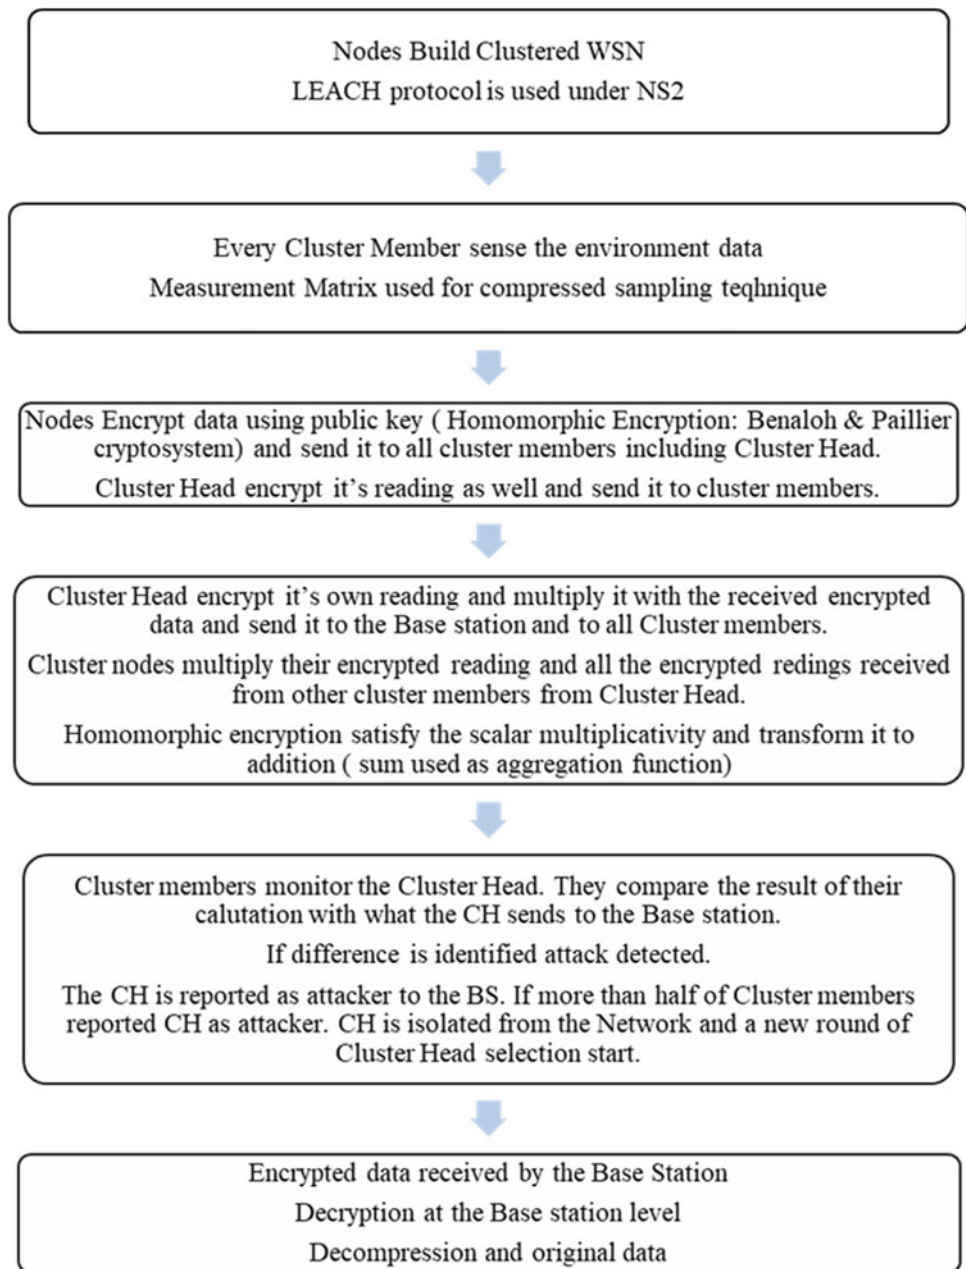 Nodes Build Clustered WSN
LEACH protocol is used under NS2
Every Cluster Member sense the environment data
Measurement Matrix used for compressed sampling teqhnique
Nodes Encrypt data using public key ( Homomorphic Encryption: Benaloh & Paillier
cryptosystem) and send it to all cluster members including Cluster Head.
Cluster Head encrypt it's reading as well and send it to cluster members.
Cluster Head encrypt it's own reading and multiply it with the received encrypted
data and send it to the Base station and to all Cluster members.
Cluster nodes multiply their encrypted reading and all the encrypted redings received
from other cluster members from Cluster Head.
Homomorphic encryption satisfy the scalar multiplicativity and transform it to
addition ( sum used as aggregation function)
Cluster members monitor the Cluster Head. They compare the result of their
calutation with what the CH sends to the Base station.
If difference is identified attack detected.
The CH is reported as attacker to the BS. If more than half of Cluster members
reported CH as attacker. CH is isolated from the Network and a new round of
Cluster Head selection start.
Encrypted data received by the Base Station
Decryption at the Base station level
Decompression and original data